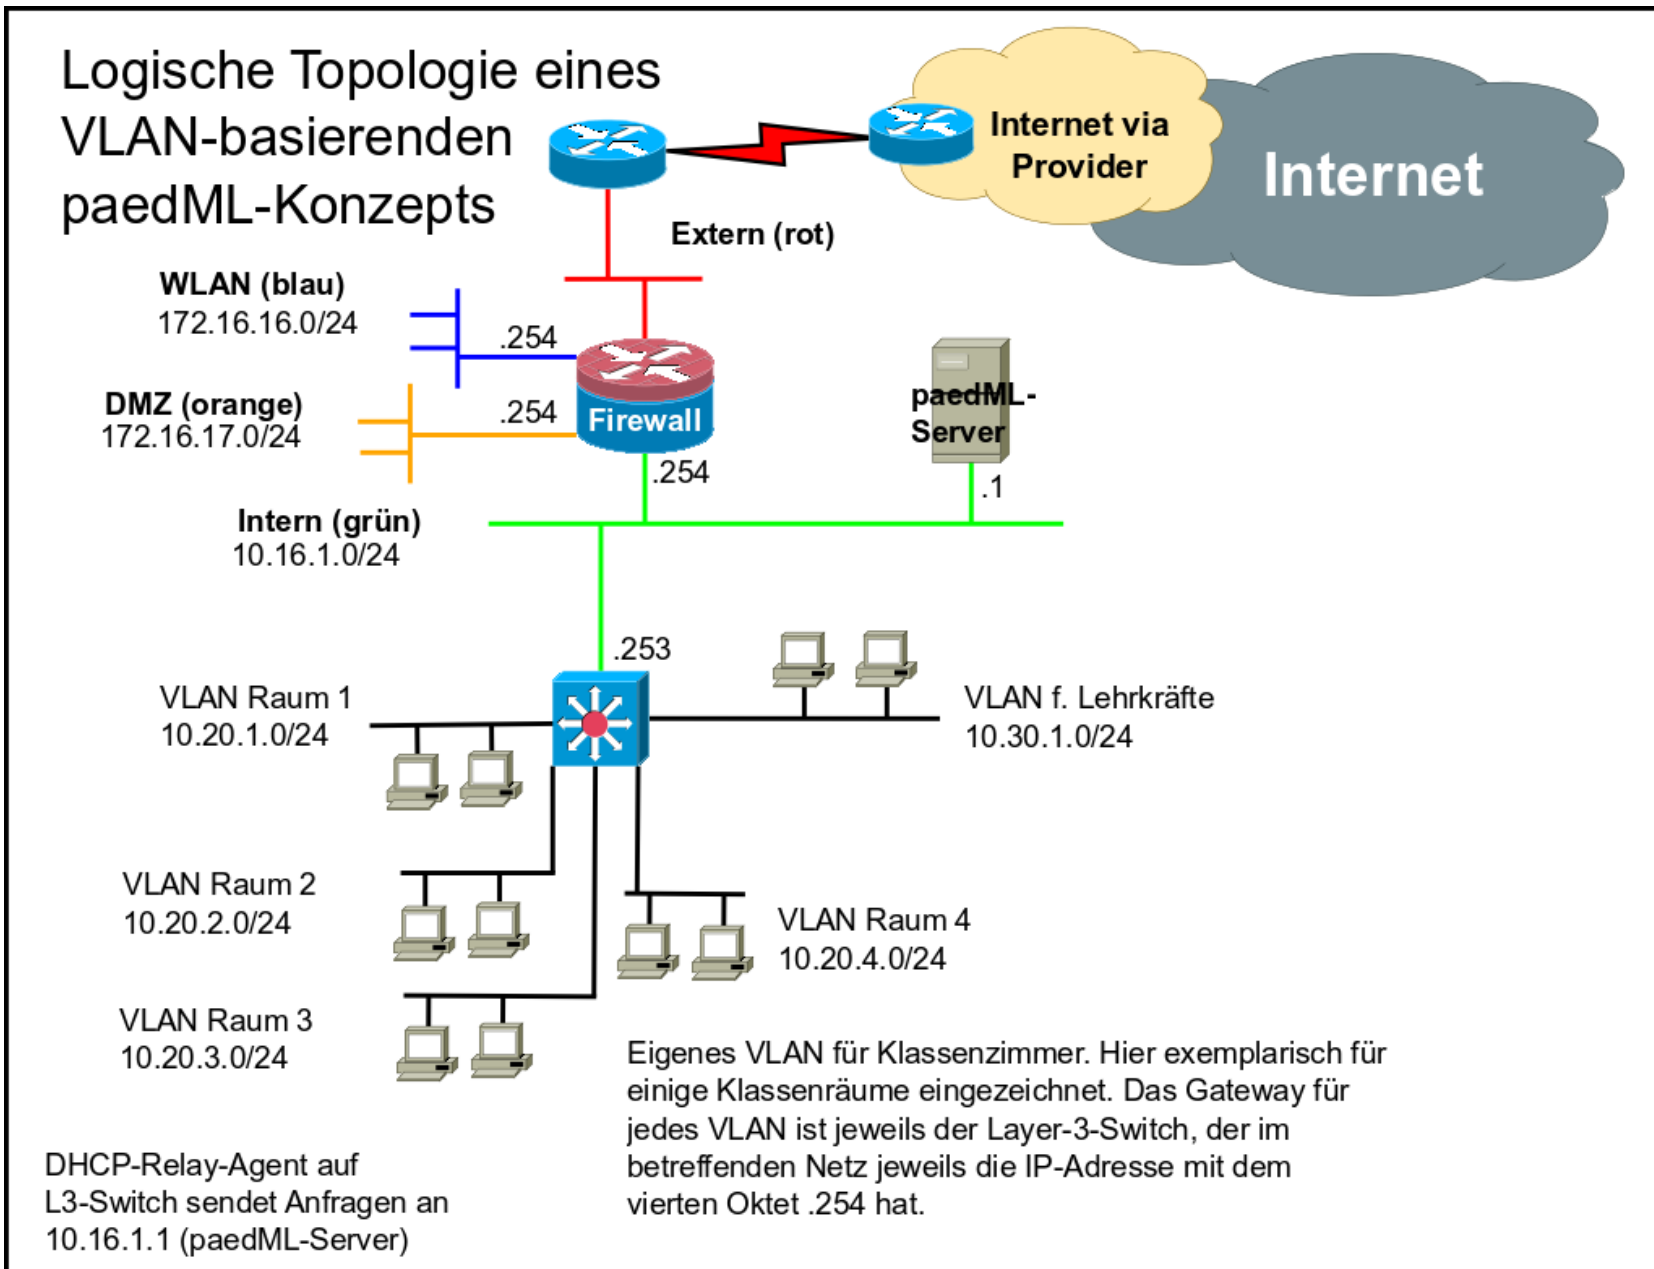 Logische Topologie eines
VLAN-basierenden
paedML-Konzepts
Internet via
Provider
Internet
Extern (rot)
WLAN (blau)
172.16.16.0/24
.254
DMZ (orange)
172.16.17.0/24
.254
Firewall
.254
paedML-
Server
.1
Intern (grün)
10.16.1.0/24
.253
VLAN Raum 1
10.20.1.0/24
VLAN f. Lehrkräfte
10.30.1.0/24
VLAN Raum 2
10.20.2.0/24
VLAN Raum 4
10.20.4.0/24
VLAN Raum 3
10.20.3.0/24
Eigenes VLAN für Klassenzimmer. Hier exemplarisch für
einige Klassenräume eingezeichnet. Das Gateway für
jedes VLAN ist jeweils der Layer-3-Switch, der im
betreffenden Netz jeweils die IP-Adresse mit dem
vierten Oktet .254 hat.
DHCP-Relay-Agent auf
L3-Switch sendet Anfragen an
10.16.1.1 (paedML-Server)